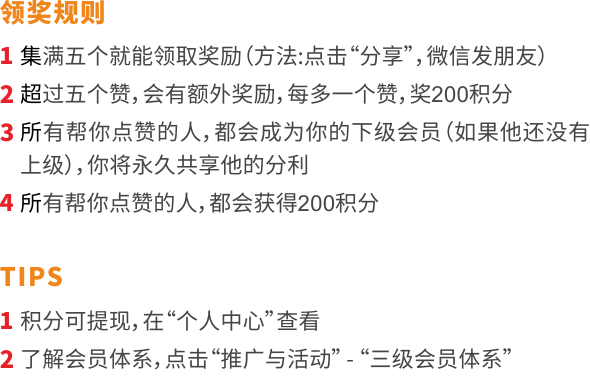 领奖规则
1 集满五个就能领取奖励（方法:点击“分享”，微信发朋友）
2 超过五个赞，会有额外奖励，每多一个赞，奖200积分
3 所有帮你点赞的人，都会成为你的下级会员（如果他还没有
上级），你将永久共享他的分利
4 所有帮你点赞的人，都会获得200积分
TIPS
1 积分可提现，在“个人中心”查看
2 了解会员体系，点击“推广与活动” - “三级会员体系”